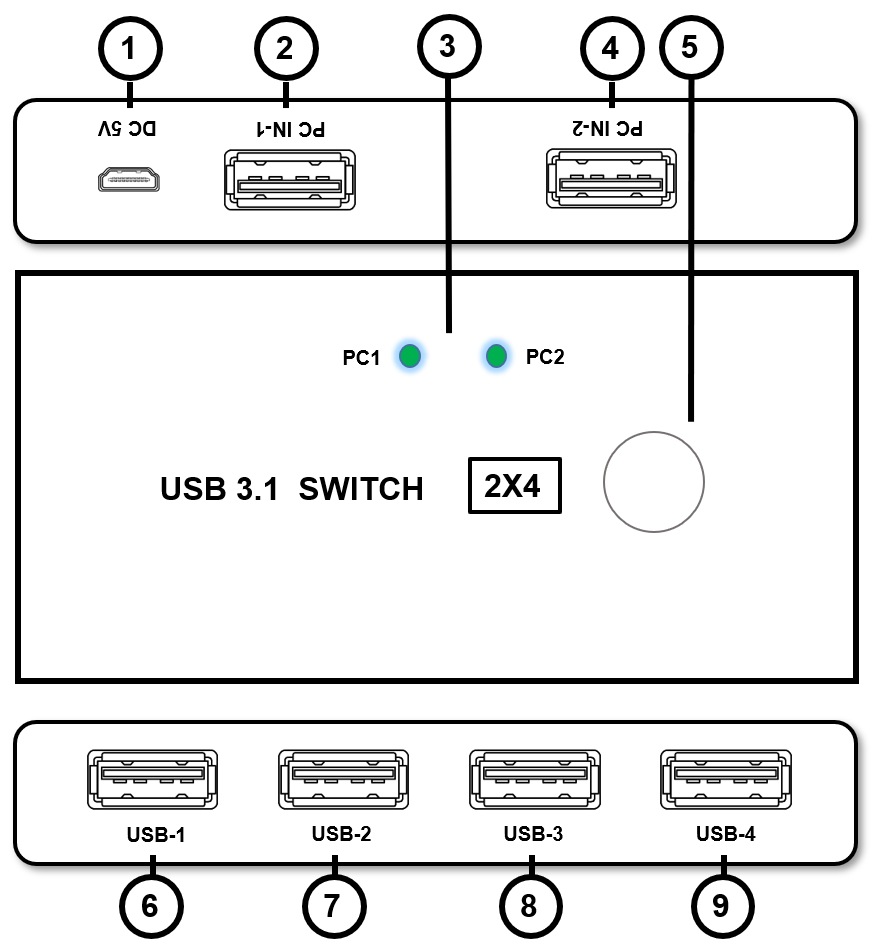 1 2 3 4 5
DC 5V PC IN-1 PC IN-2
PC1 PC2
USB 3.1 SWITCH 2X4
USB-1 USB-2 USB-3 USB-4
6 7 8 9